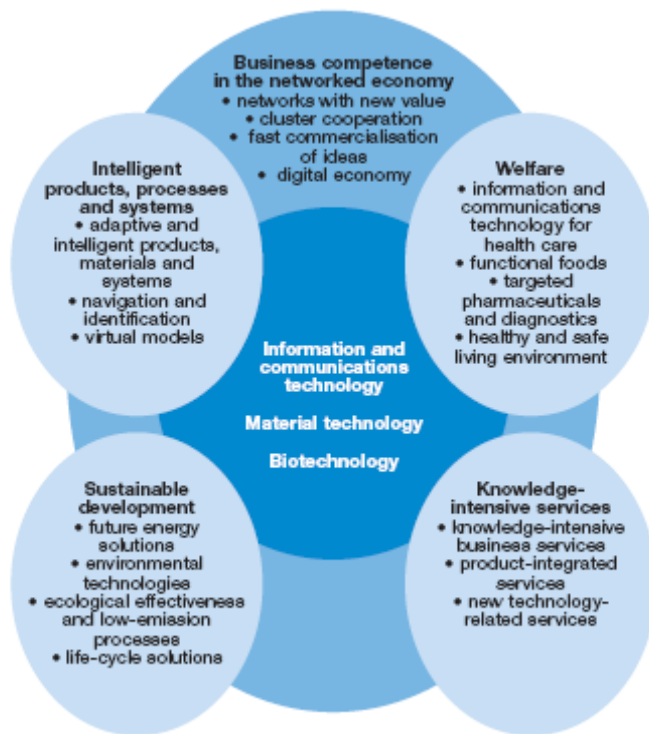 Business competence
in the networked economy
• networks with new value
• cluster cooperation
• fast commercialisation
of ideas
• digital economy
Intelligent
products, processes
and systems
• adaptive and
intelligent products,
materials and
systems
• navigation and
identification
• virtual models
Welfare
• information and
communications
technology for
health care
• functional foods
• targeted
pharmaceuticals
and diagnostics
• healthy and safe
living environment
Information and
communications
technology
Material technology
Biotechnology
Sustainable
development
• future energy
solutions
• environmental
technologies
• ecological effectiveness
and low-emission
processes
• life-cycle solutions
Knowledge-
intensive services
• knowledge-intensive
business services
• product-integrated
services
• new technology-
related services